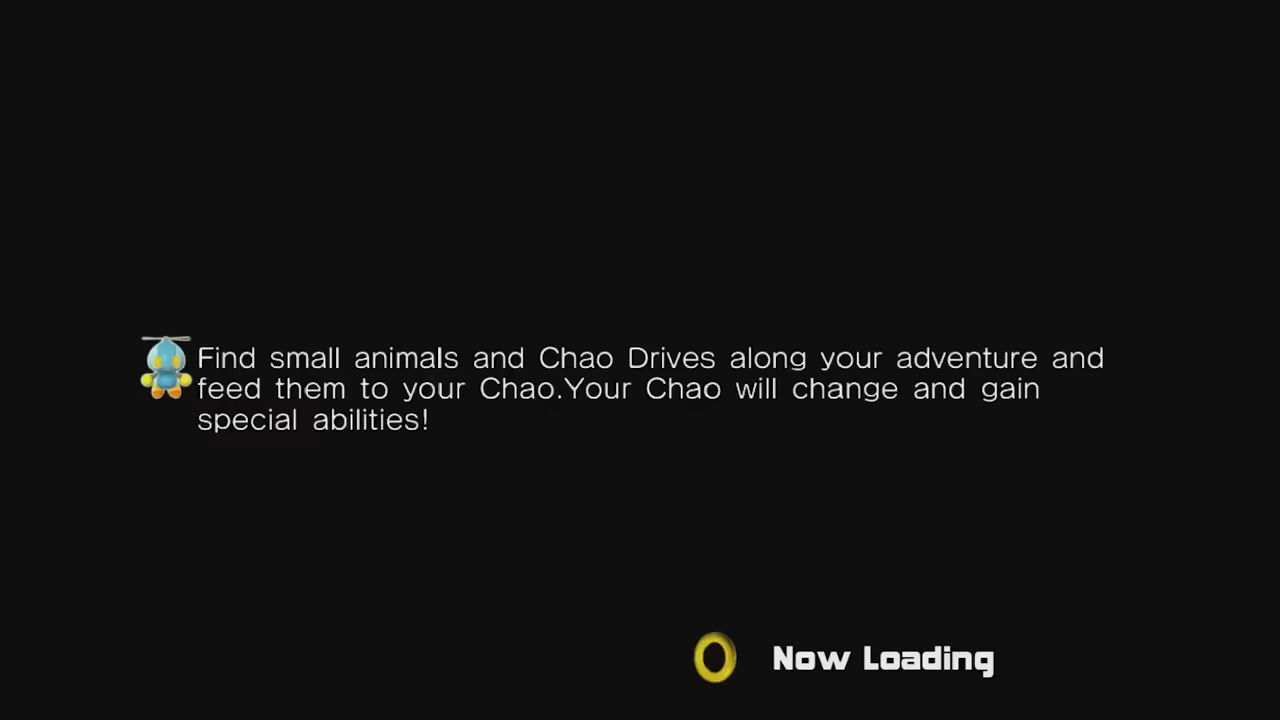 Find small animals and Chao Drives along your adventure and
feed them to your Chao.Your Chao will change and gain
special abilities!
Now Loading